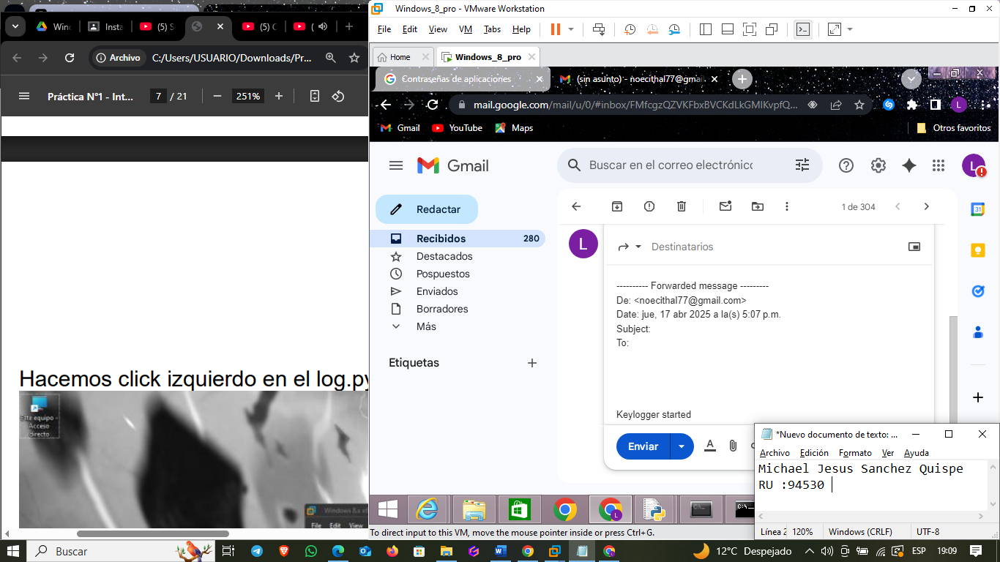 Wind
Insta
(5) S
(5) C
(
Archivo
C:/Users/USUARIO/Downloads/Pr...
Práctica N°1 - Int...
7 / 21
251%
Hacemos click izquierdo en el log.py
Este equipo -
Acceso
directo
Windows 8.x x6
File Edit View
Windows_8_pro - VMware Workstation
File Edit View VM Tabs Help
Home
Windows_8_pro
Contraseñas de aplicaciones
(sin asunto) - noecithal77@gmai
mail.google.com/mail/u/0/#inbox/FMfcgzQZVKFbxBVCKdLkGMIKvpfQ...
L
Gmail
YouTube
Maps
Otros favoritos
Gmail
Buscar en el correo electrónic
L
Redactar
Recibidos 280
Destacados
Pospuestos
Enviados
Borradores
Más
Etiquetas
1 de 304
31
L
Destinatarios
---------- Forwarded message ---------
De: <noecithal77@gmail.com>
Date: jue, 17 abr 2025 a la(s) 5:07 p.m.
Subject:
To:
Keylogger started
Enviar
*Nuevo documento de texto: ...
Archivo Edición Formato Ver Ayuda
Michael Jesus Sanchez Quispe
RU :94530
Línea 2
120%
Windows (CRLF)
UTF-8
To direct input to this VM, move the mouse pointer inside or press Ctrl+G.
Buscar
12°C Despejado
ESP
19:09